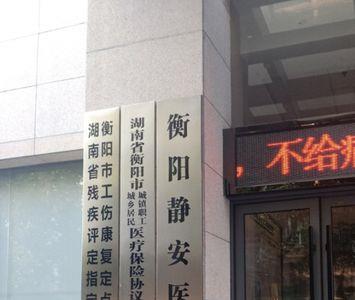 衡阳静安医
湖南省衡阳市城镇职工城乡居民医疗保险协议
衡阳市工伤康复定点
湖南省残疾评定指定
，不给病